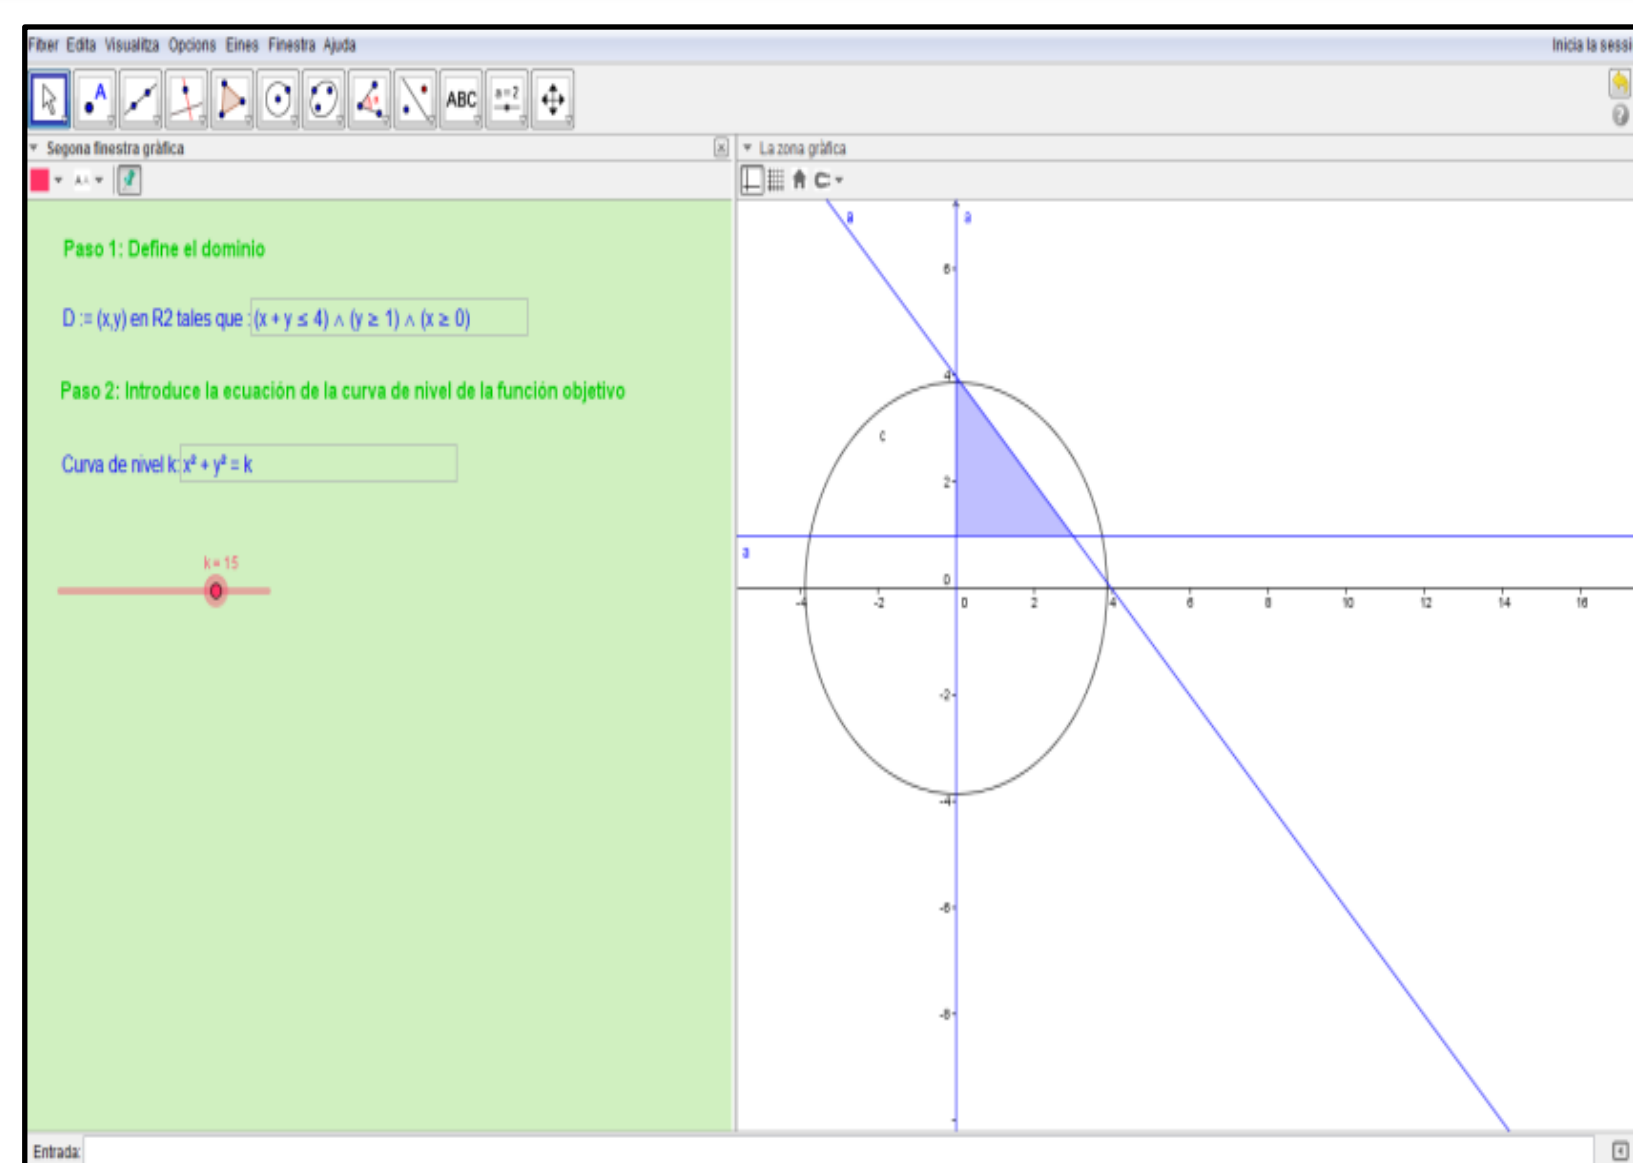 Fitxer Edita Visualitza Opcions Eines Finestra Ajuda
Inicia la sessi
A
ABC
a=2
Segona finestra gràfica
La zona gràfica
Paso 1: Define el dominio
D := (x,y) en R2 tales que : (x + y ≤ 4) ∧ (y ≥ 1) ∧ (x ≥ 0)
Paso 2: Introduce la ecuación de la curva de nivel de la función objetivo
Curva de nivel k: x² + y² = k
k = 15
a
a
6
4
c
2
a
0
-4 -2 0 2 4 6 8 10 12 14 16
-2
-4
-6
-8
Entrada: